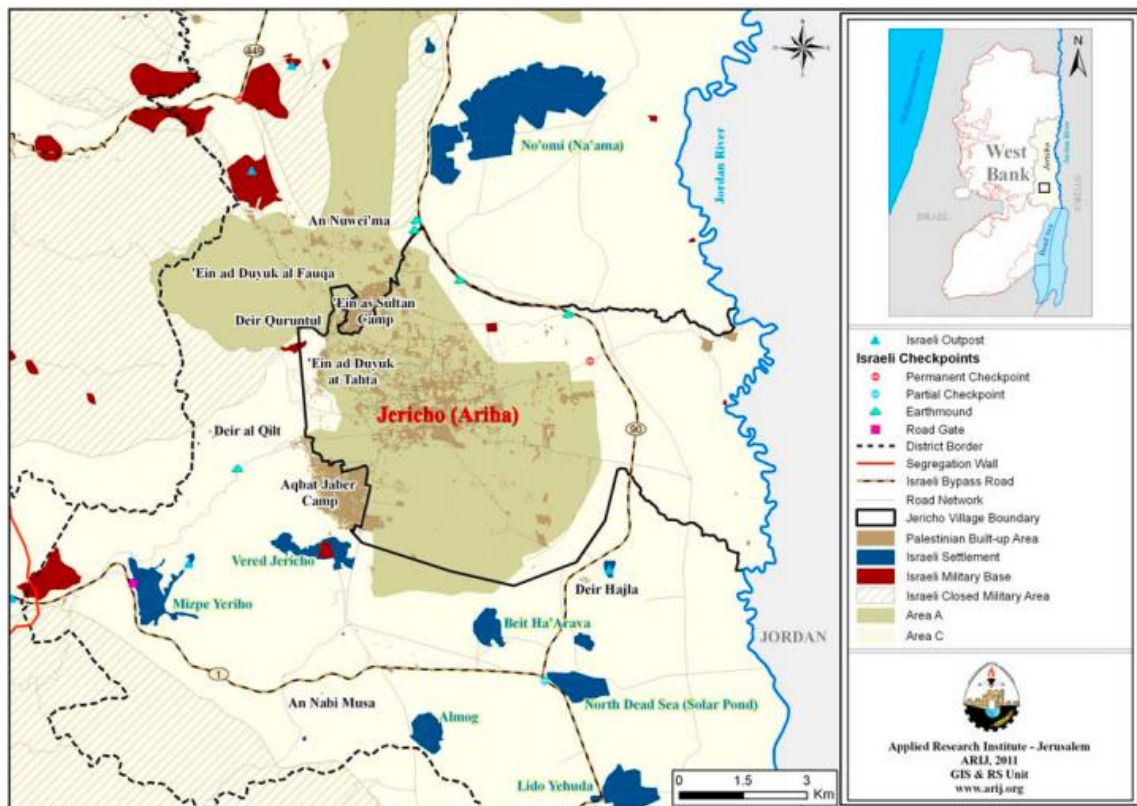 449
No'omi (Na'ama)
Jordan River
An Nuwei'ma
'Ein ad Duyuk al Fauqa
'Ein as Sultan
Camp
Deir Quruntul
'Ein ad Duyuk
at Tahta
Jericho (Ariha)
90
Deir al Qilt
Aqbat Jaber
Camp
Vered Jericho
Mizpe Yeriho
Deir Hajla
Beit Ha'Arava
JORDAN
1
An Nabi Musa
North Dead Sea (Solar Pond)
Almog
Lido Yehuda
0 1.5 3
Km
N
West
Bank
Jericho
Jordan River
ISRAEL
JORDAN
Dead Sea
Israeli Outpost
Israeli Checkpoints
Permanent Checkpoint
Partial Checkpoint
Earthmound
Road Gate
District Border
Segregation Wall
Israeli Bypass Road
Road Network
Jericho Village Boundary
Palestinian Built-up Area
Israeli Settlement
Israeli Military Base
Israeli Closed Military Area
Area A
Area C
Applied Research Institute - Jerusalem
ARIJ, 2011
GIS & RS Unit
www.arij.org